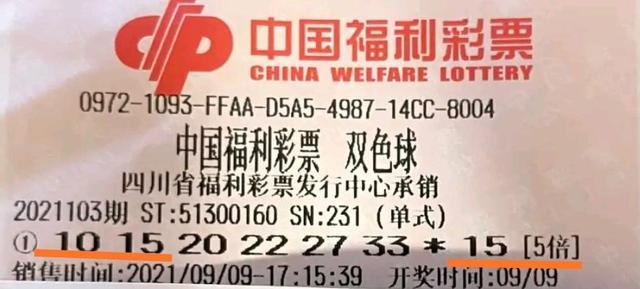 中国福利彩票
CHINA WELFARE LOTTERY
0972-1093-FFAA-D5A5-4987-14CC-8004
中国福利彩票 双色球
四川省福利彩票发行中心承销
2021103期 ST:51300160 SN:231 (单式)
① 10 15 20 22 27 33 * 15 [5倍]
销售时间:2021/09/09-17:15:39 开奖时间:09/09